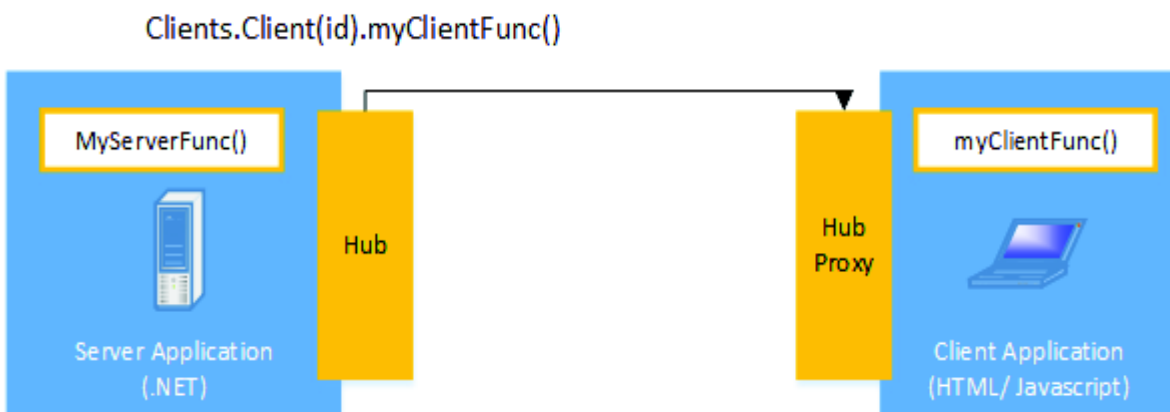 Clients.Client(id).myClientFunc()
MyServerFunc()
Hub
Server Application
(.NET)
Hub
Proxy
myClientFunc()
Client Application
(HTML/ Javascript)